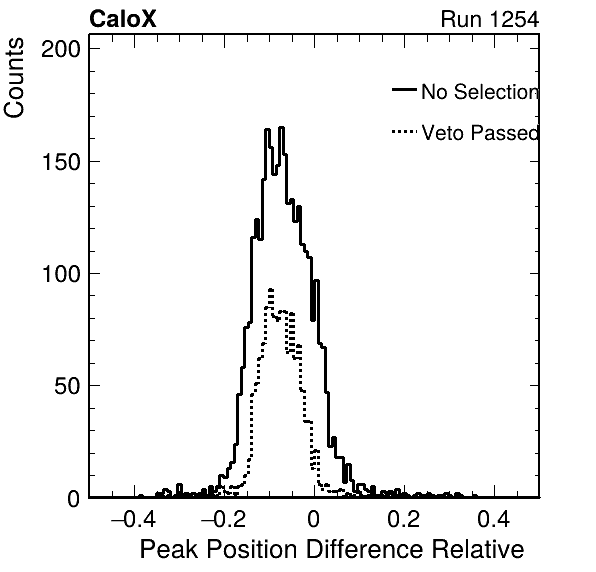 CaloX Run 1254
Counts
200
150
100
50
0
No Selection
Veto Passed
−0.4 −0.2 0 0.2 0.4
Peak Position Difference Relative